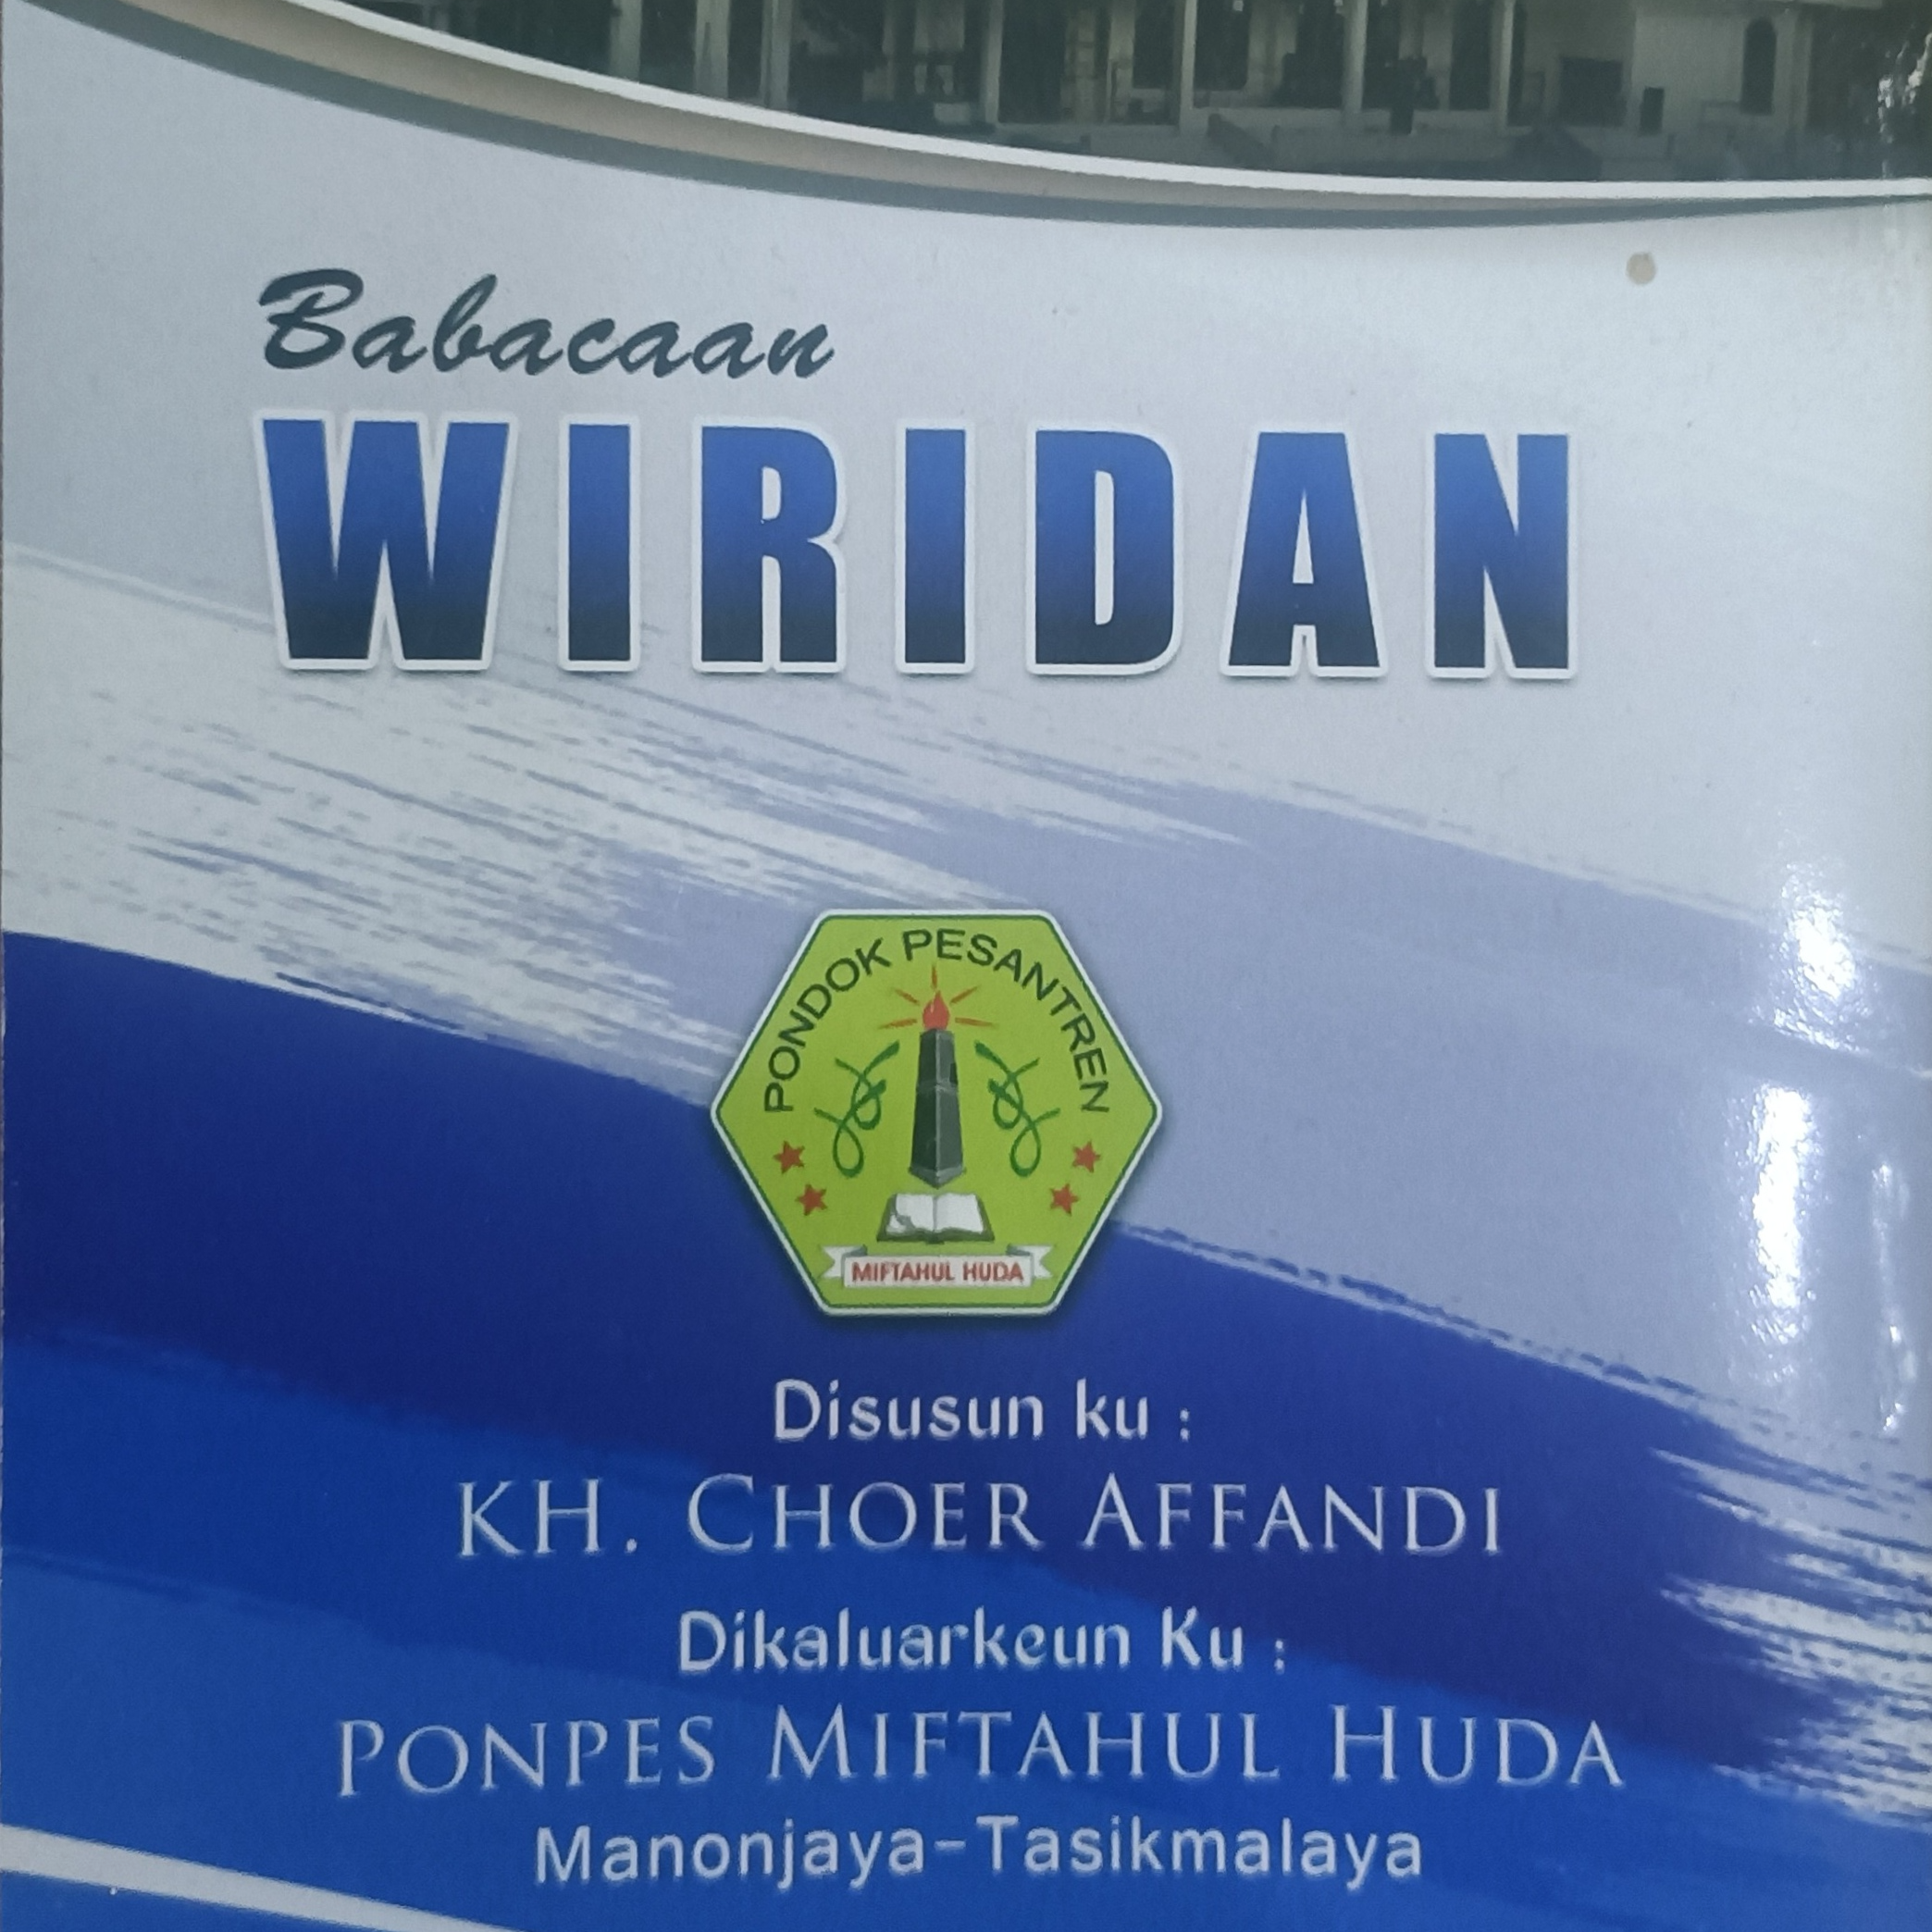 Babacaan
WIRIDAN
PONDOK PESANTREN
MIFTAHUL HUDA
Disusun ku :
KH. CHOER AFFANDI
Dikaluarkeun Ku :
PONPES MIFTAHUL HUDA
Manonjaya-Tasikmalaya